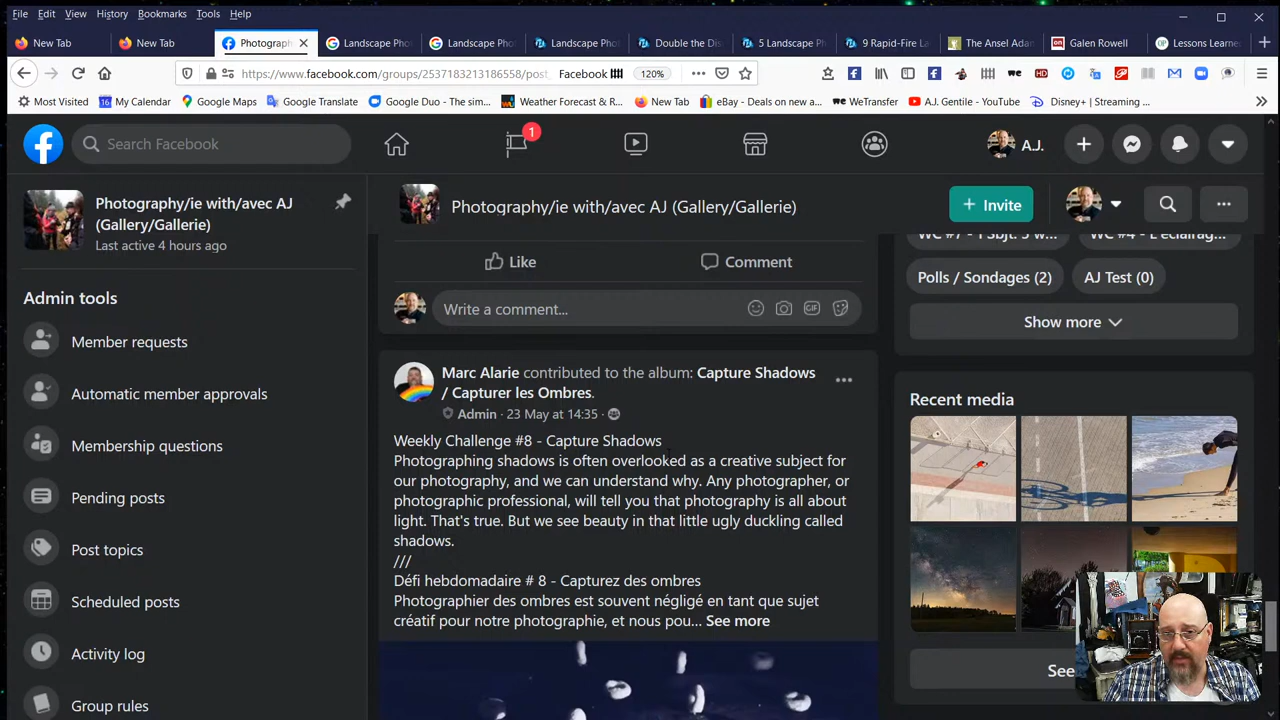 File Edit View History Bookmarks Tools Help
New Tab
New Tab
Photograph
Landscape Pho
Landscape Pho
Landscape Pho
Double the Dis
5 Landscape Ph
9 Rapid-Fire L
The Ansel Adan
Galen Rowell
Lessons Learne
https://www.facebook.com/groups/2537183213186558/post
Facebook
120%
Most Visited
My Calendar
Google Maps
Google Translate
Google Duo - The sim...
Weather Forecast & R...
New Tab
eBay - Deals on new a...
WeTransfer
A.J. Gentile - YouTube
Disney+ | Streaming ...
Search Facebook
1
A.J.
Photography/ie with/avec AJ
(Gallery/Gallerie)
Last active 4 hours ago
Admin tools
Member requests
Automatic member approvals
Membership questions
Pending posts
Post topics
Scheduled posts
Activity log
Group rules
Photography/ie with/avec AJ (Gallery/Gallerie)
+ Invite
Like
Comment
Write a comment...
GIF
Marc Alarie contributed to the album: Capture Shadows
/ Capturer les Ombres.
Admin · 23 May at 14:35 ·
Weekly Challenge #8 - Capture Shadows
Photographing shadows is often overlooked as a creative subject for
our photography, and we can understand why. Any photographer, or
photographic professional, will tell you that photography is all about
light. That's true. But we see beauty in that little ugly duckling called
shadows.
///
Défi hebdomadaire # 8 - Capturez des ombres
Photographier des ombres est souvent négligé en tant que sujet
créatif pour notre photographie, et nous pou... See more
Polls / Sondages (2)
AJ Test (0)
Show more
Recent media
See